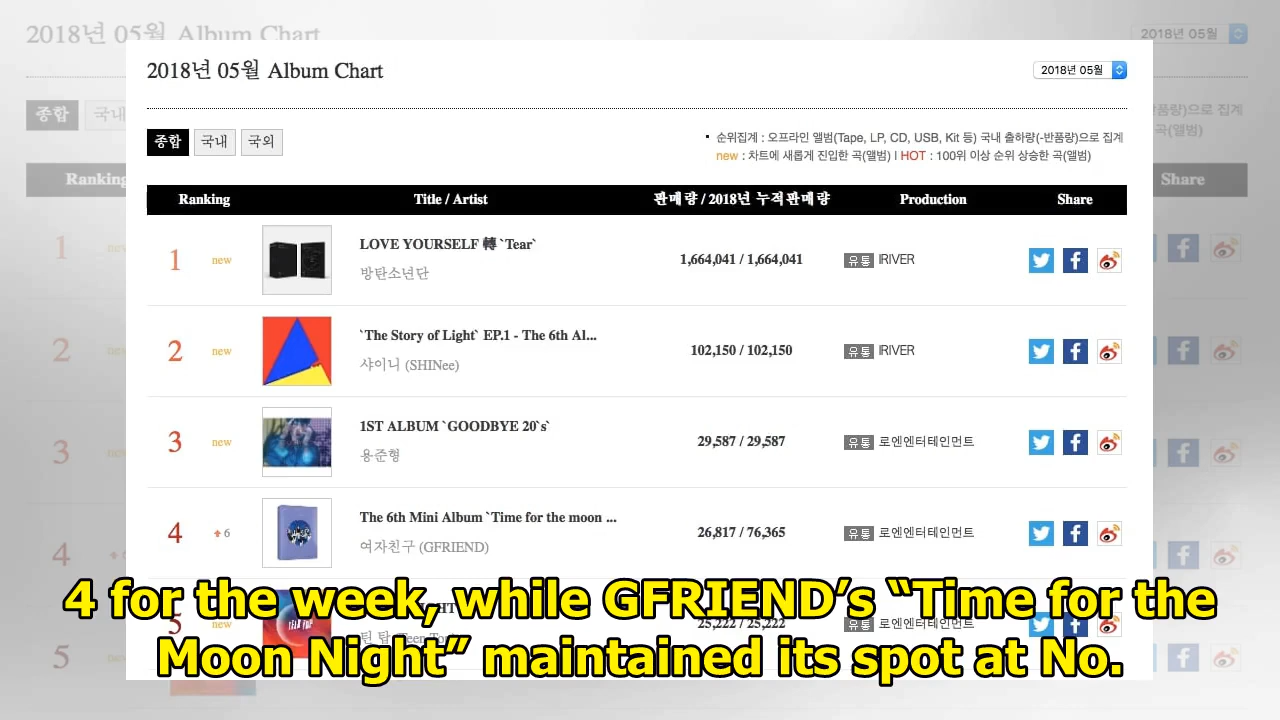 2018년 05월 Album Chart
2018년 05월
종합 국내 국외
순위집계 : 오프라인 앨범(Tape, LP, CD, USB, Kit 등) 국내 출하량(-반품량)으로 집계
new : 차트에 새롭게 진입한 곡(앨범) I HOT : 100위 이상 순위 상승한 곡(앨범)
Ranking Title / Artist 판매량 / 2018년 누적판매량 Production Share
1 new LOVE YOURSELF 轉 `Tear` 1,664,041 / 1,664,041 유통 IRIVER
방탄소년단
2 new `The Story of Light` EP.1 - The 6th Al... 102,150 / 102,150 유통 IRIVER
샤이니 (SHINee)
3 new 1ST ALBUM `GOODBYE 20`s` 29,587 / 29,587 유통 로엔엔터테인먼트
용준형
4 6 The 6th Mini Album `Time for the moon ... 26,817 / 76,365 유통 로엔엔터테인먼트
여자친구 (GFRIEND)
5 new 25,222 / 25,222 유통 로엔엔터테인먼트
4 for the week, while GFRIEND’s “Time for the
Moon Night” maintained its spot at No.